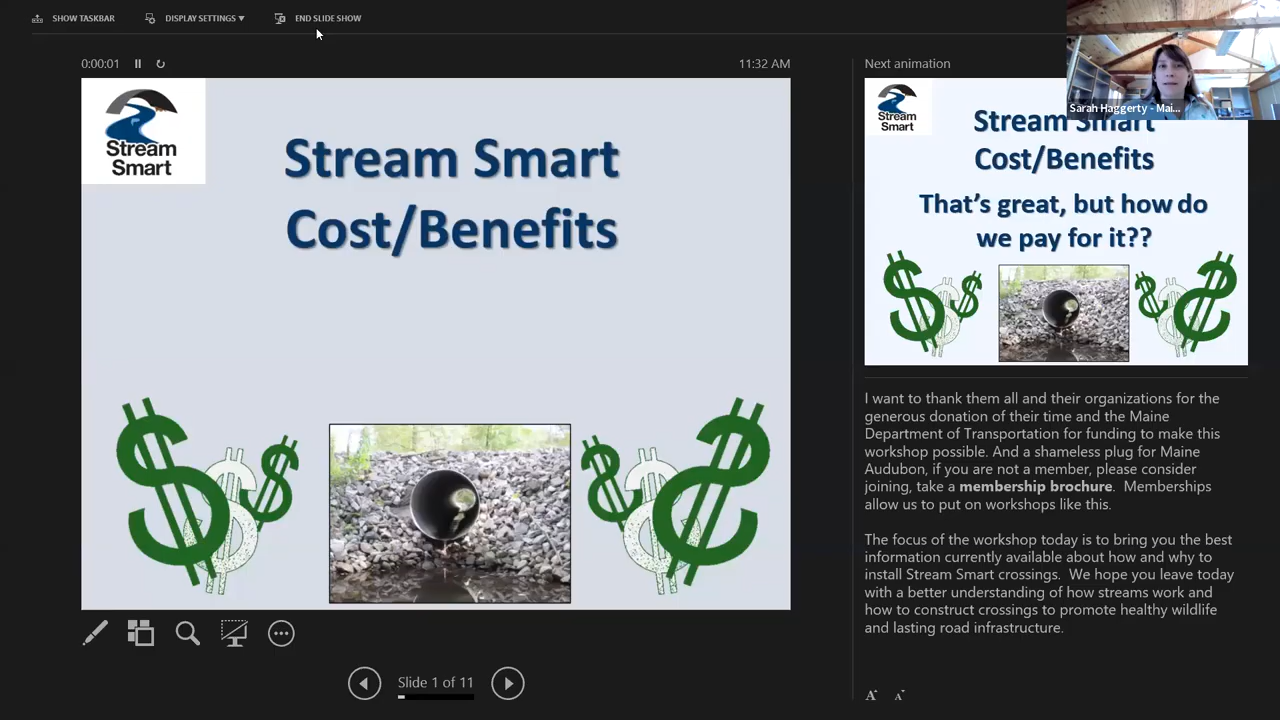 SHOW TASKBAR
DISPLAY SETTINGS
END SLIDE SHOW
0:00:01
11:32 AM
Stream
Smart
Stream Smart
Cost/Benefits
Slide 1 of 11
Next animation
Sarah Haggerty - Mai...
Stream
Smart
Stream Smart
Cost/Benefits
That's great, but how do
we pay for it??
I want to thank them all and their organizations for the
generous donation of their time and the Maine
Department of Transportation for funding to make this
workshop possible. And a shameless plug for Maine
Audubon, if you are not a member, please consider
joining, take a membership brochure. Memberships
allow us to put on workshops like this.
The focus of the workshop today is to bring you the best
information currently available about how and why to
install Stream Smart crossings. We hope you leave today
with a better understanding of how streams work and
how to construct crossings to promote healthy wildlife
and lasting road infrastructure.
A A